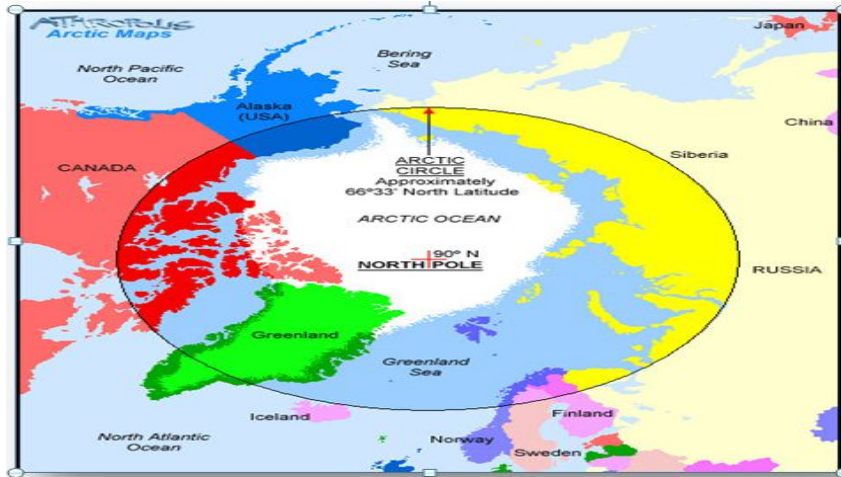 ATHROPOLIS
Arctic Maps
Japan
North Pacific
Ocean
Bering
Sea
Alaska
(USA)
China
CANADA
ARCTIC
CIRCLE
Approximately
66°33' North Latitude
Siberia
ARCTIC OCEAN
90° N
NORTH POLE
RUSSIA
Greenland
Greenland
Sea
Iceland
Finland
North Atlantic
Ocean
Norway
Sweden